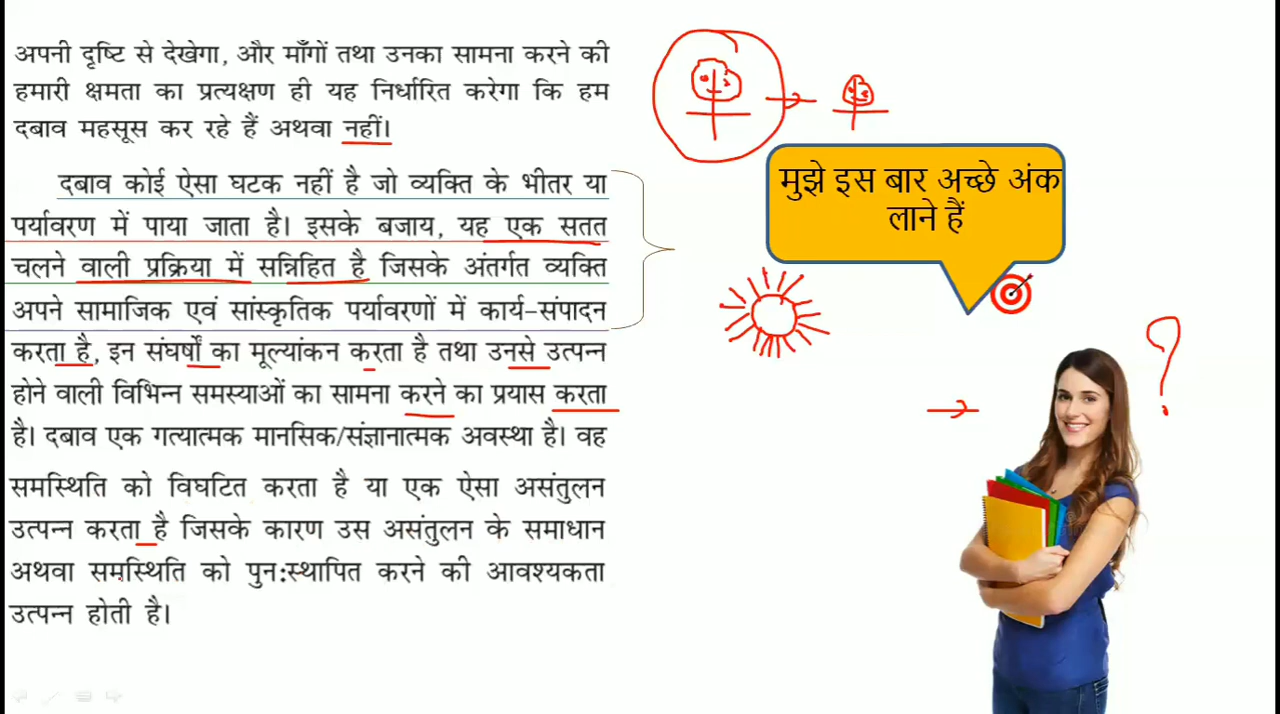 अपनी दृष्टि से देखेगा, और माँगों तथा उनका सामना करने की
हमारी क्षमता का प्रत्यक्षण ही यह निर्धारित करेगा कि हम
दबाव महसूस कर रहे हैं अथवा नहीं।
दबाव कोई ऐसा घटक नहीं है जो व्यक्ति के भीतर या
पर्यावरण में पाया जाता है। इसके बजाय, यह एक सतत
चलने वाली प्रक्रिया में सन्निहित है जिसके अंतर्गत व्यक्ति
अपने सामाजिक एवं सांस्कृतिक पर्यावरणों में कार्य-संपादन
करता है, इन संघर्षों का मूल्यांकन करता है तथा उनसे उत्पन्न
होने वाली विभिन्न समस्याओं का सामना करने का प्रयास करता
है। दबाव एक गत्यात्मक मानसिक/संज्ञानात्मक अवस्था है। वह
समस्थिति को विघटित करता है या एक ऐसा असंतुलन
उत्पन्न करता है जिसके कारण उस असंतुलन के समाधान
अथवा समस्थिति को पुन:स्थापित करने की आवश्यकता
उत्पन्न होती है।
मुझे इस बार अच्छे अंक
लाने हैं
?